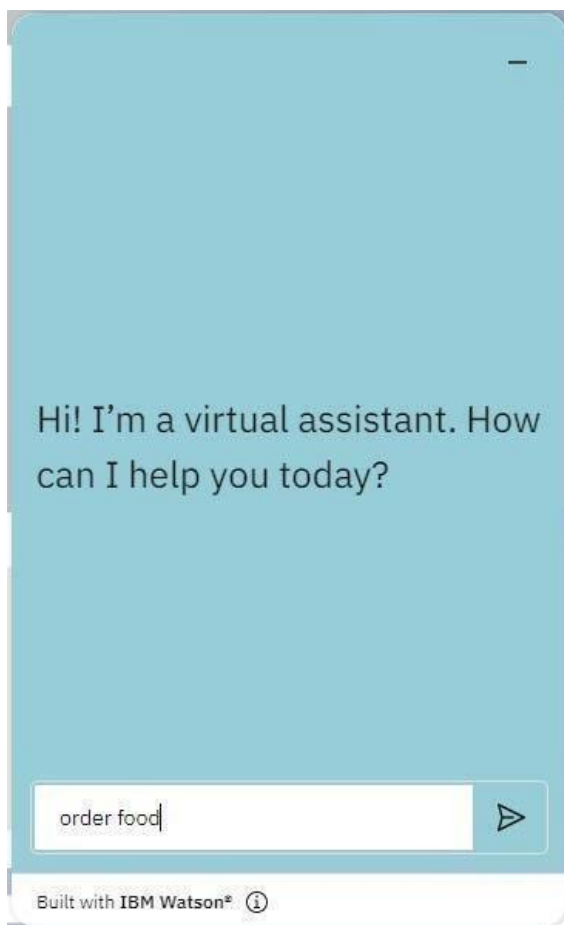 Hi! I’m a virtual assistant. How
can I help you today?
order food
Built with IBM Watson®